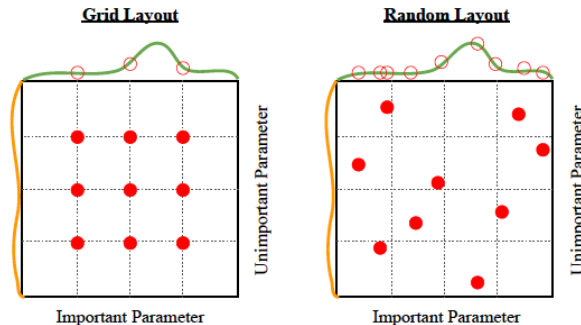 Grid Layout
Unimportant Parameter
Important Parameter
Random Layout
Unimportant Parameter
Important Parameter